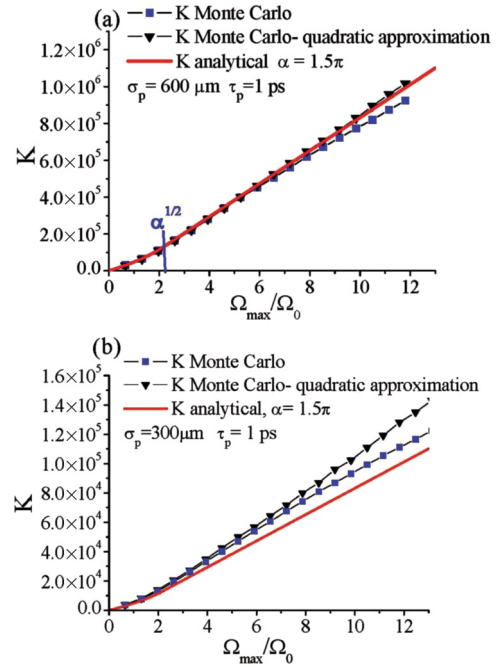 (a)
K Monte Carlo
K Monte Carlo- quadratic approximation
K analytical α = 1.5π
σp= 600 µm τp=1 ps
1.2×10⁶
1.0×10⁶
8.0×10⁵
6.0×10⁵
4.0×10⁵
2.0×10⁵
0.0
K
α^1/2
0 2 4 6 8 10 12
Ωmax/Ω0
(b)
K Monte Carlo
K Monte Carlo- quadratic approximation
K analytical, α= 1.5π
σp=300µm τp= 1 ps
1.6×10⁵
1.4×10⁵
1.2×10⁵
1.0×10⁵
8.0×10⁴
6.0×10⁴
4.0×10⁴
2.0×10⁴
0.0
K
0 2 4 6 8 10 12
Ωmax/Ω0